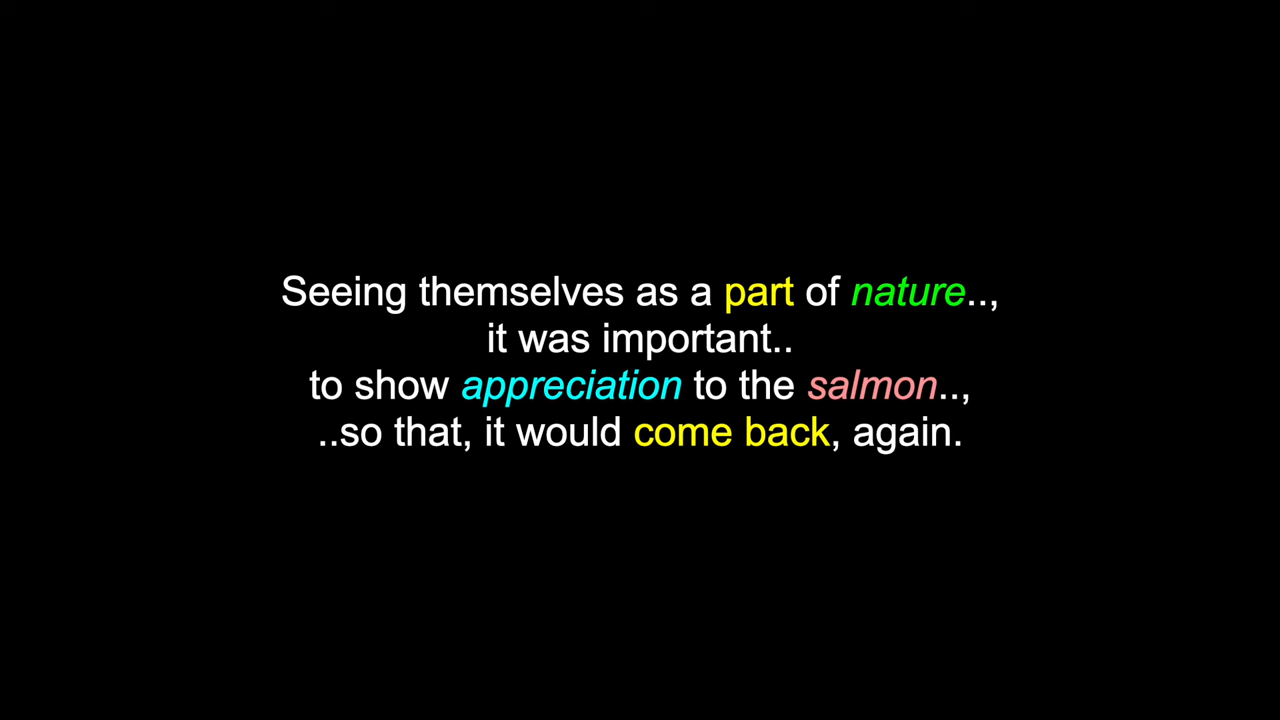 Seeing themselves as a part of nature..,
it was important..
to show appreciation to the salmon..,
..so that, it would come back, again.